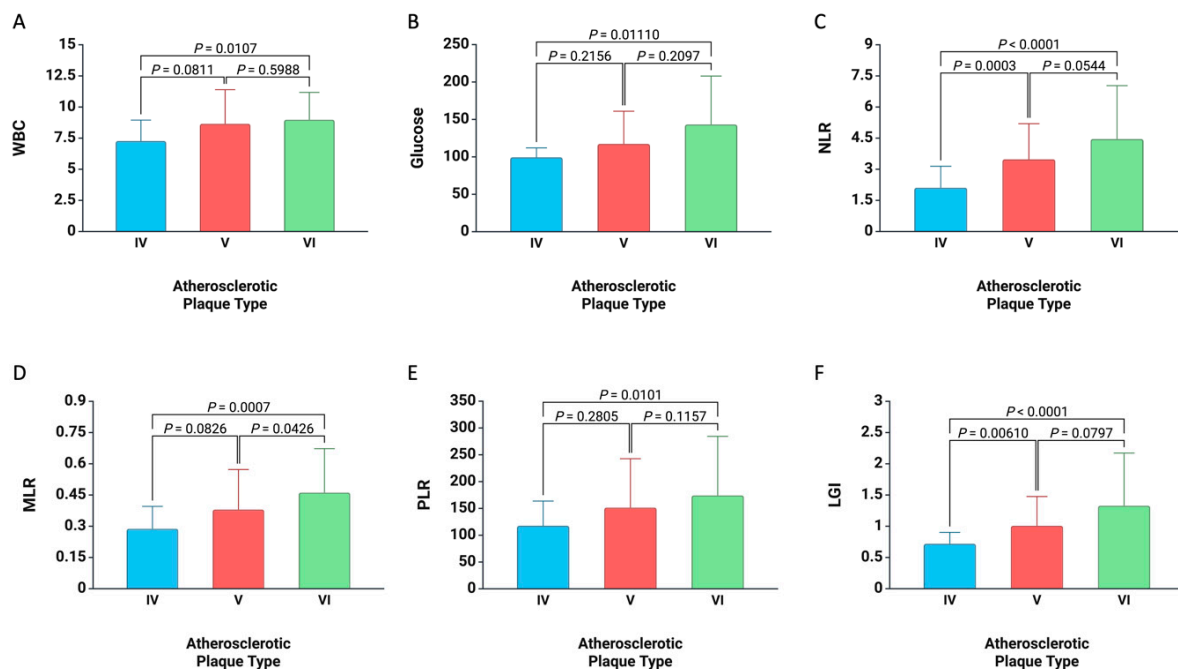 A
WBC
15
12.5
10
7.5
5
2.5
0
P = 0.0107
P = 0.0811
P = 0.5988
IV V VI
Atherosclerotic
Plaque Type
B
Glucose
250
200
150
100
50
0
P = 0.01110
P = 0.2156
P = 0.2097
IV V VI
Atherosclerotic
Plaque Type
C
NLR
9
7.5
6
4.5
3
1.5
0
P < 0.0001
P = 0.0003
P = 0.0544
IV V VI
Atherosclerotic
Plaque Type
D
MLR
0.9
0.75
0.6
0.45
0.3
0.15
0
P = 0.0007
P = 0.0826
P = 0.0426
IV V VI
Atherosclerotic
Plaque Type
E
PLR
350
300
250
200
150
100
50
0
P = 0.0101
P = 0.2805
P = 0.1157
IV V VI
Atherosclerotic
Plaque Type
F
LGI
3
2.5
2
1.5
1
0.5
0
P < 0.0001
P = 0.00610
P = 0.0797
IV V VI
Atherosclerotic
Plaque Type